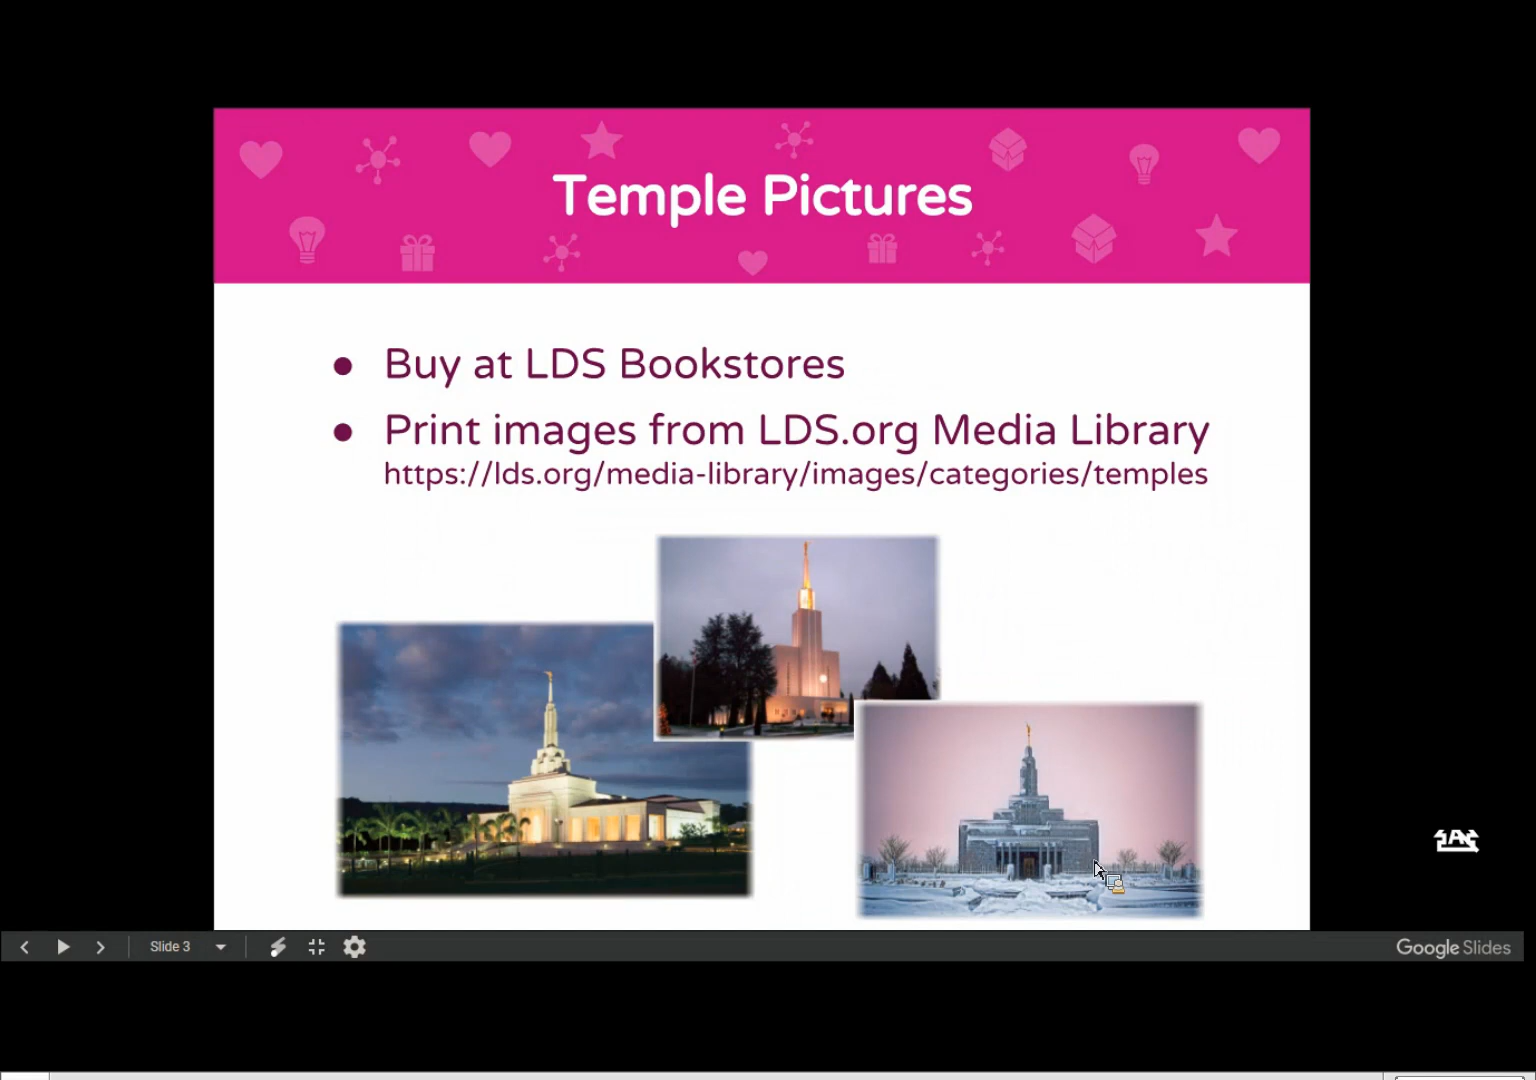 Temple Pictures
● Buy at LDS Bookstores
● Print images from LDS.org Media Library
https://lds.org/media-library/images/categories/temples
Slide 3
Google Slides